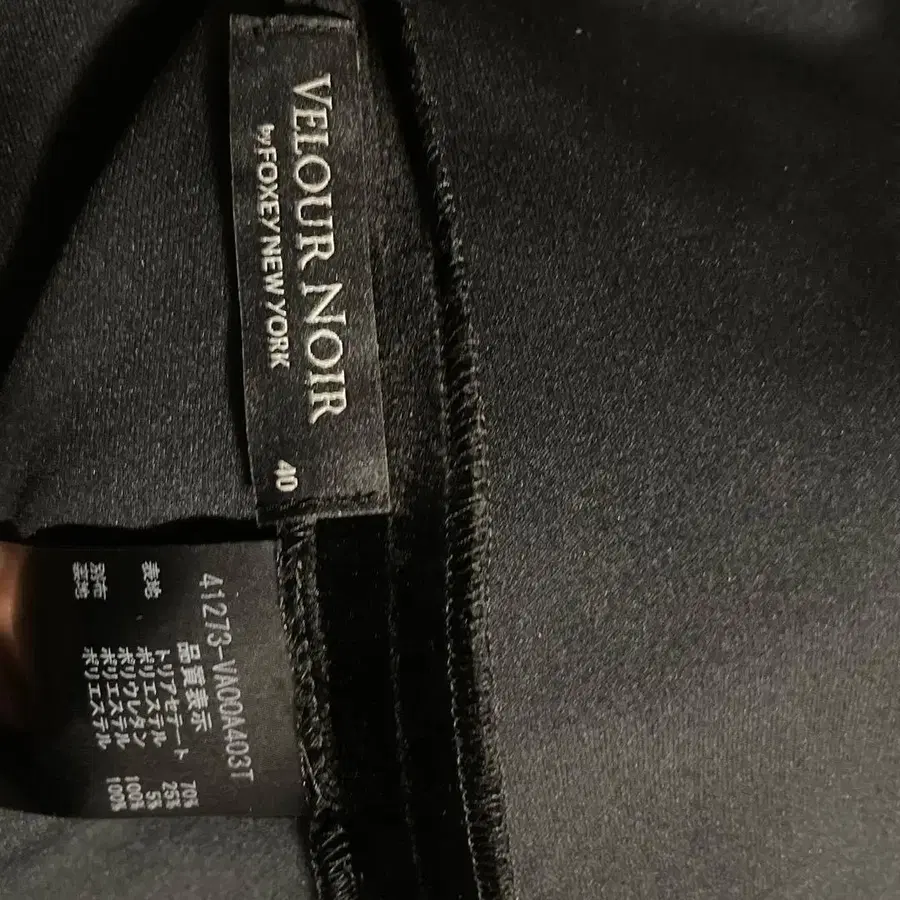 VELOUR NOIR
by FOXEY NEW YORK
40
41273-VA00A403T
品質表示
表地 トリアセテート 70%
ポリエステル 25%
ポリウレタン 5%
別布 ポリエステル 100%
ポリエステル 100%